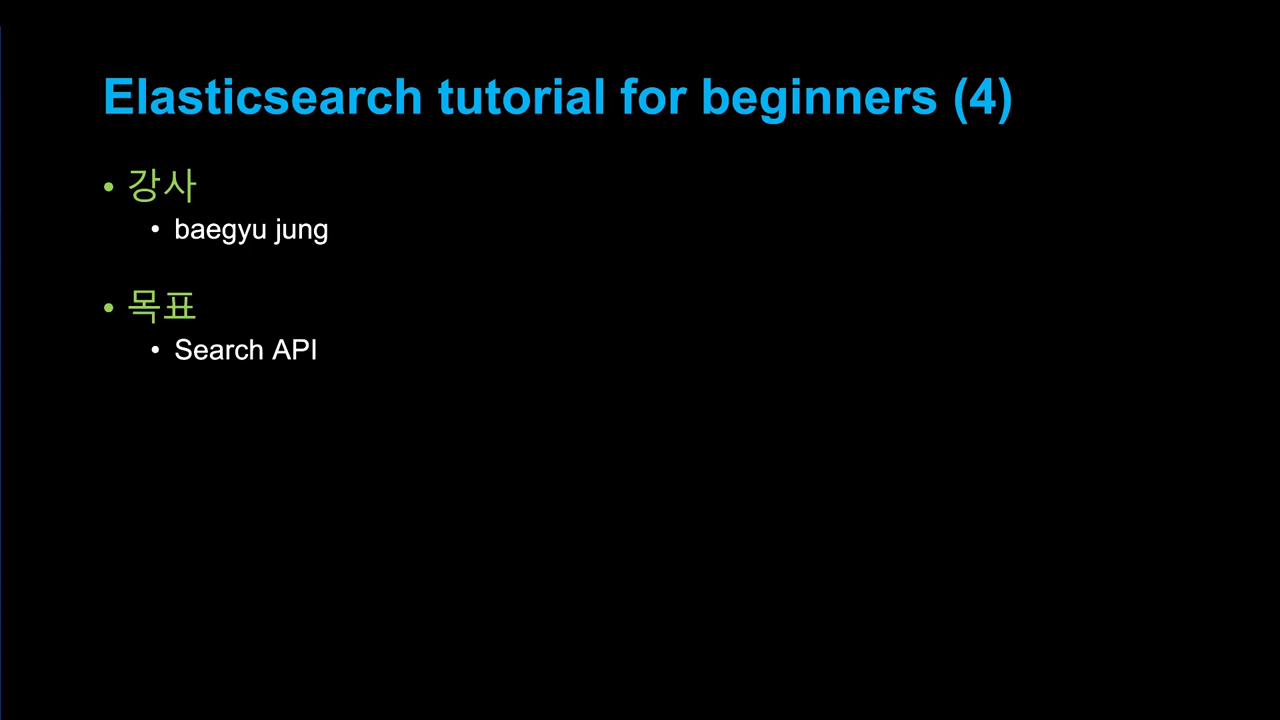 Elasticsearch tutorial for beginners (4)
• 강사
• baegyu jung
• 목표
• Search API